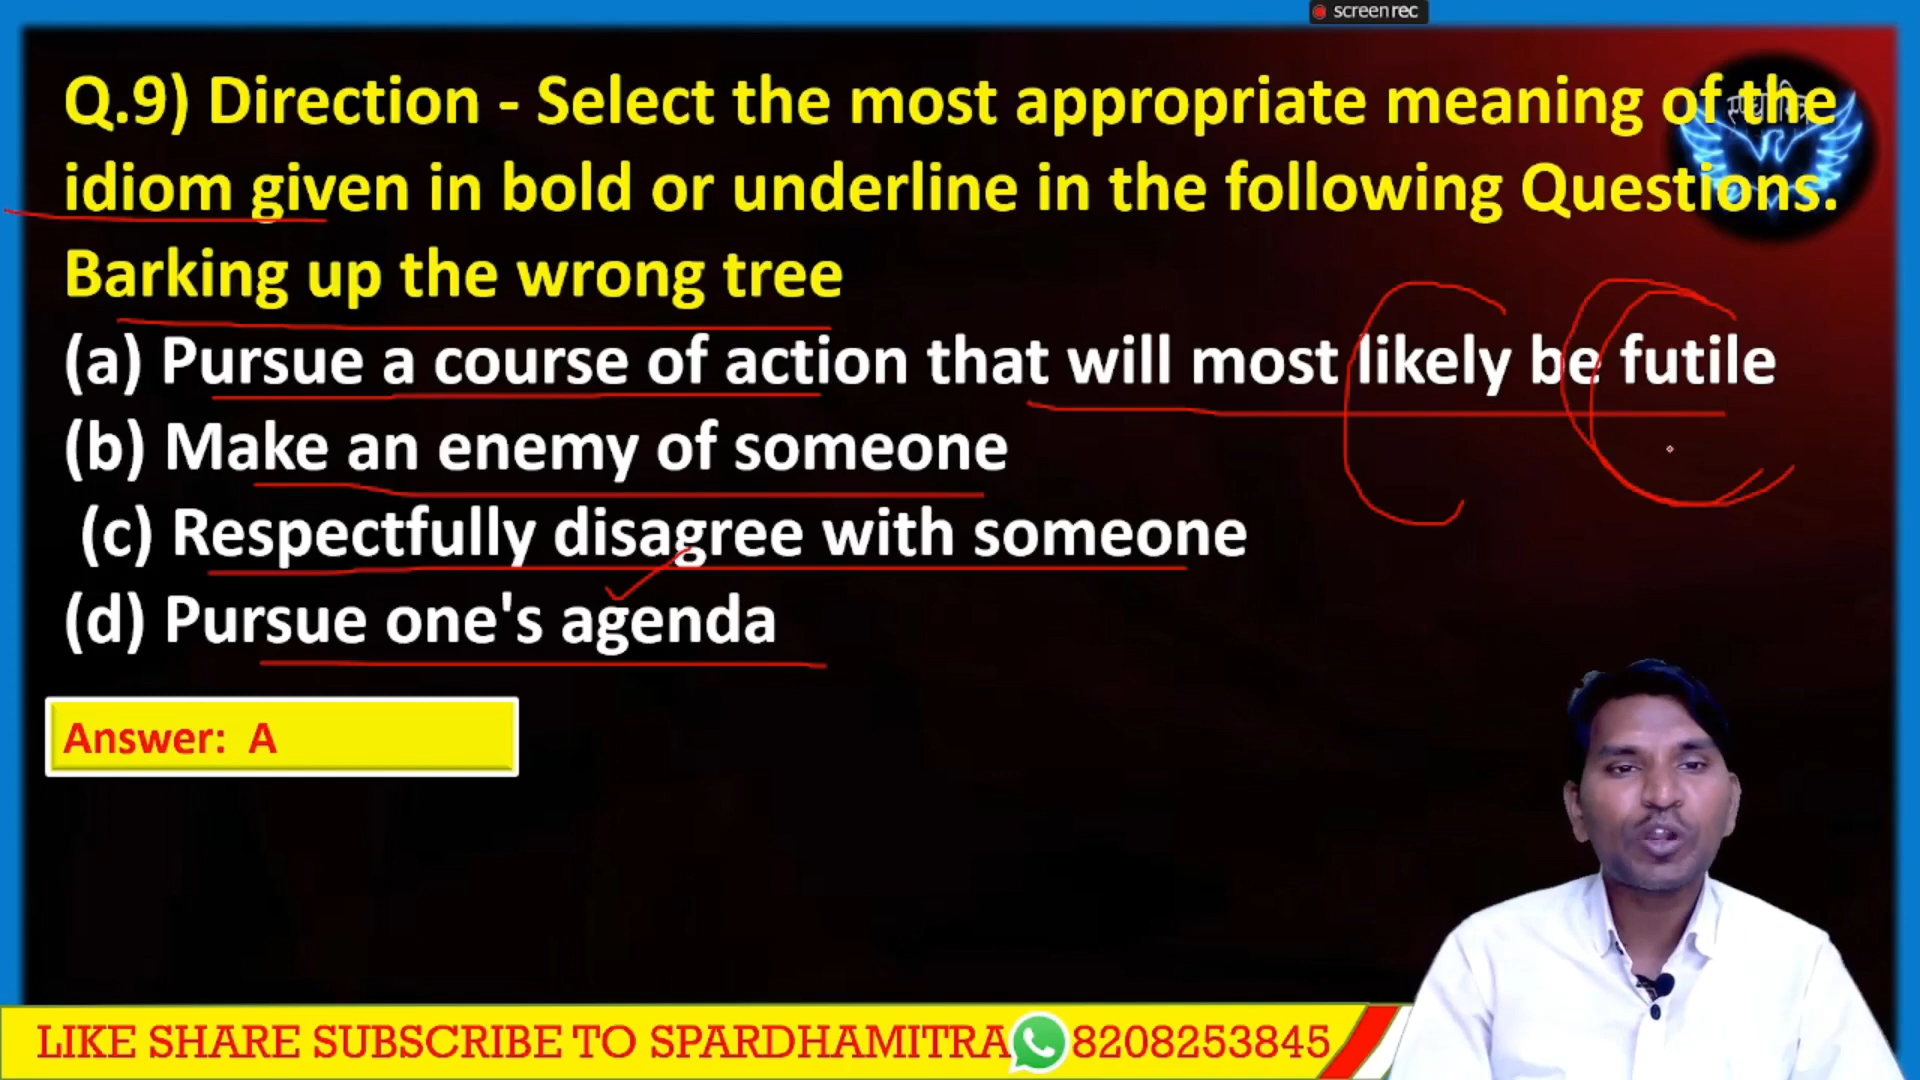 screenrec
Q.9) Direction - Select the most appropriate meaning of the
idiom given in bold or underline in the following Questions.
Barking up the wrong tree
(a) Pursue a course of action that will most likely be futile
(b) Make an enemy of someone
(c) Respectfully disagree with someone
(d) Pursue one's agenda
Answer: A
LIKE SHARE SUBSCRIBE TO SPARDHAMITRA 8208253845